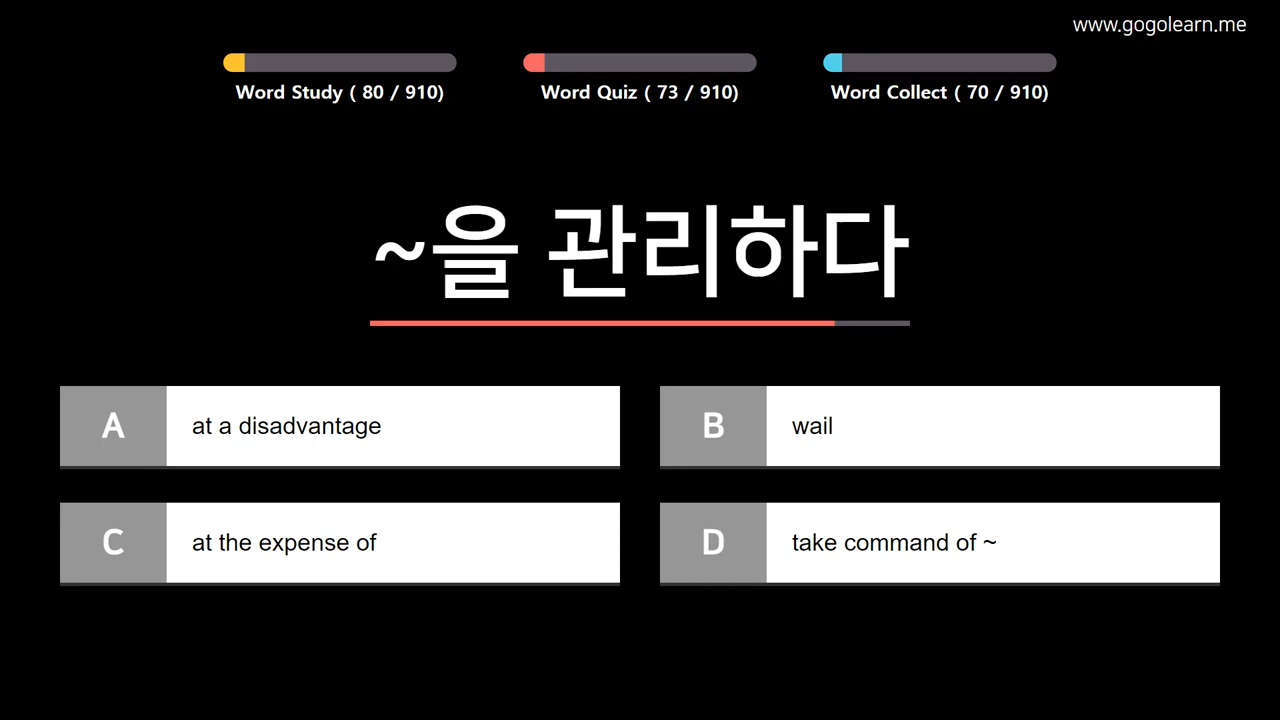 www.gogolearn.me
Word Study ( 80 / 910)
Word Quiz ( 73 / 910)
Word Collect ( 70 / 910)
~을 관리하다
A at a disadvantage
B wail
C at the expense of
D take command of ~